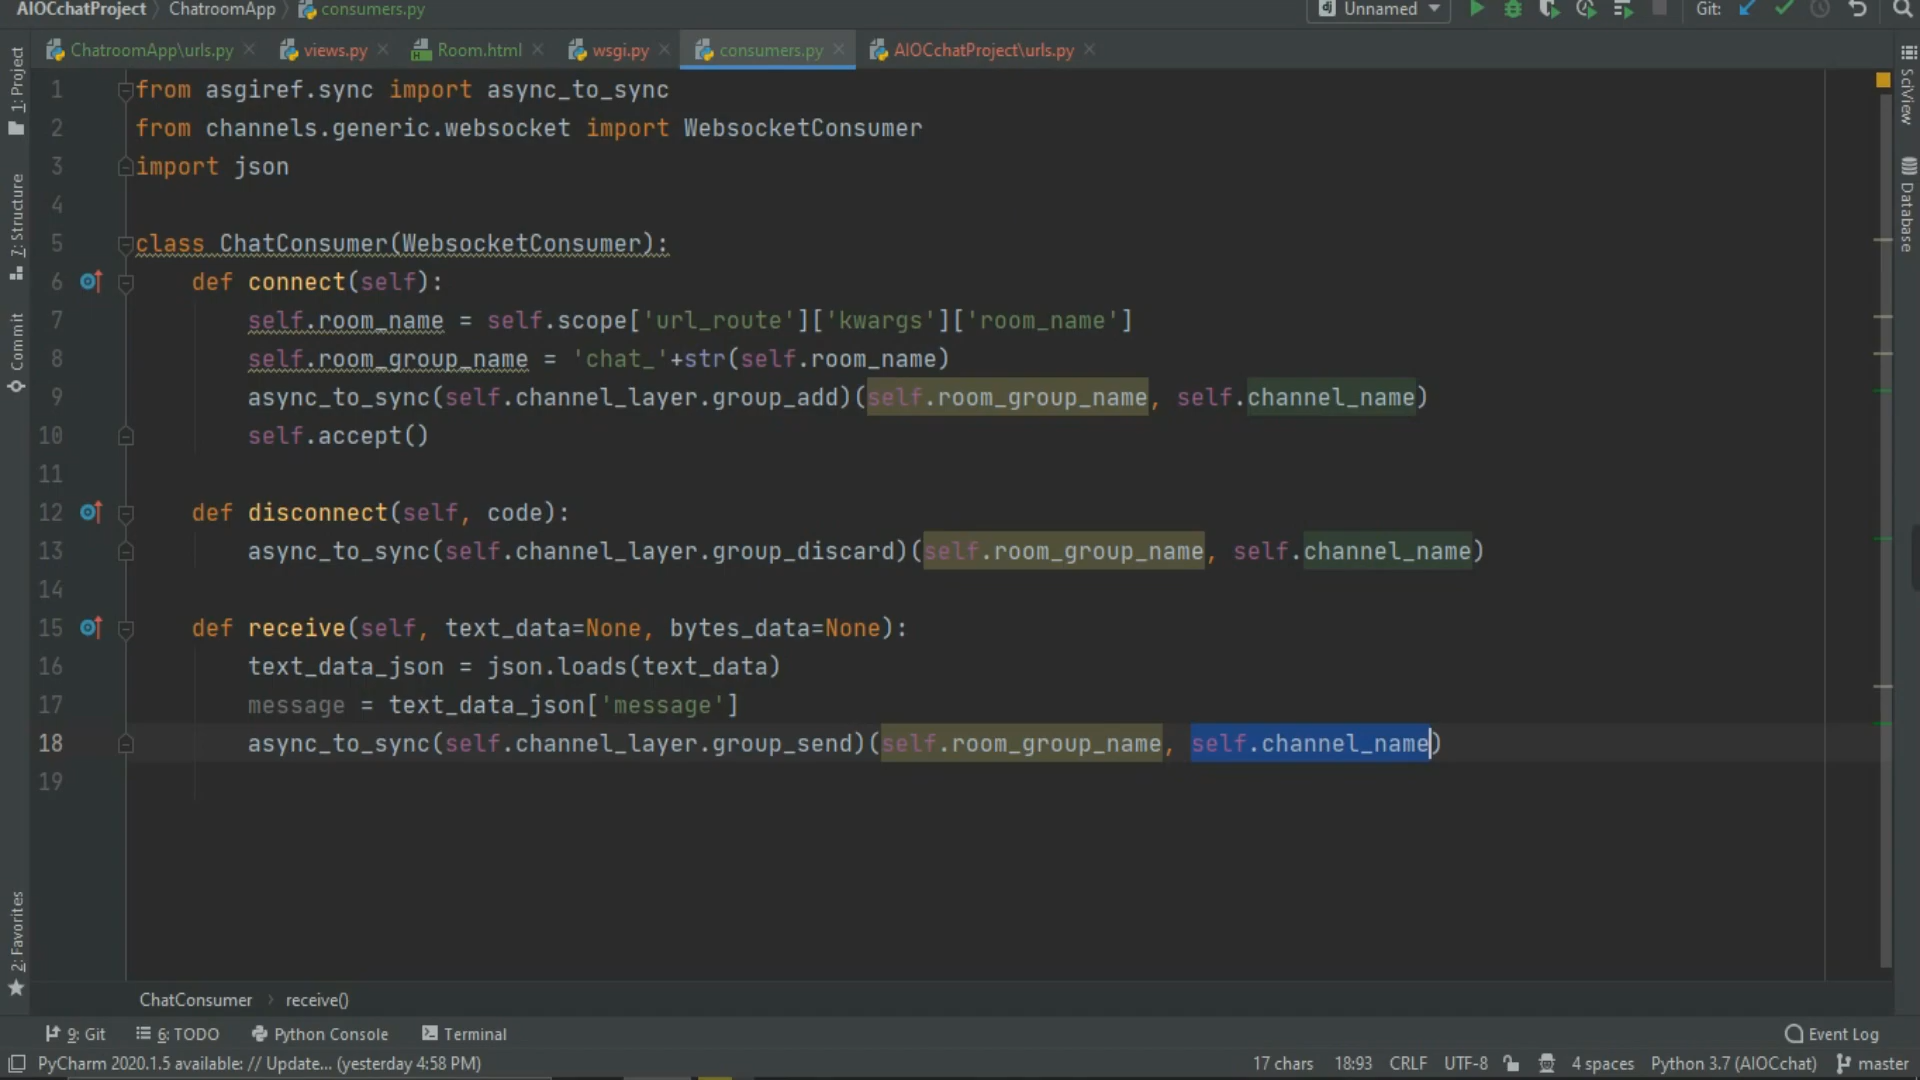 AIOCchatProject ChatroomApp consumers.py Unnamed Git:
ChatroomApp\urls.py views.py Room.html wsgi.py consumers.py AIOCchatProject\urls.py
1: Project
7: Structure
Commit
2: Favorites
SciView
Database
1 from asgiref.sync import async_to_sync
2 from channels.generic.websocket import WebsocketConsumer
3 import json
4
5 class ChatConsumer(WebsocketConsumer):
6 def connect(self):
7 self.room_name = self.scope['url_route']['kwargs']['room_name']
8 self.room_group_name = 'chat_'+str(self.room_name)
9 async_to_sync(self.channel_layer.group_add)(self.room_group_name, self.channel_name)
10 self.accept()
11
12 def disconnect(self, code):
13 async_to_sync(self.channel_layer.group_discard)(self.room_group_name, self.channel_name)
14
15 def receive(self, text_data=None, bytes_data=None):
16 text_data_json = json.loads(text_data)
17 message = text_data_json['message']
18 async_to_sync(self.channel_layer.group_send)(self.room_group_name, self.channel_name)
19
ChatConsumer receive()
9: Git 6: TODO Python Console Terminal Event Log
PyCharm 2020.1.5 available: // Update... (yesterday 4:58 PM) 17 chars 18:93 CRLF UTF-8 4 spaces Python 3.7 (AIOCchat) master